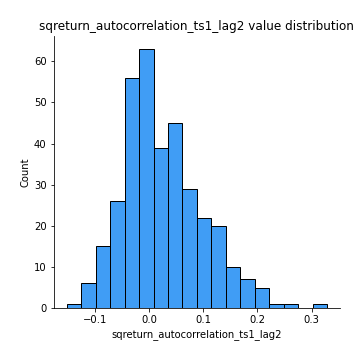 sqreturn_autocorrelation_ts1_lag2 value distribution
60
50
40
30
20
10
0
Count
−0.1 0.0 0.1 0.2 0.3
sqreturn_autocorrelation_ts1_lag2